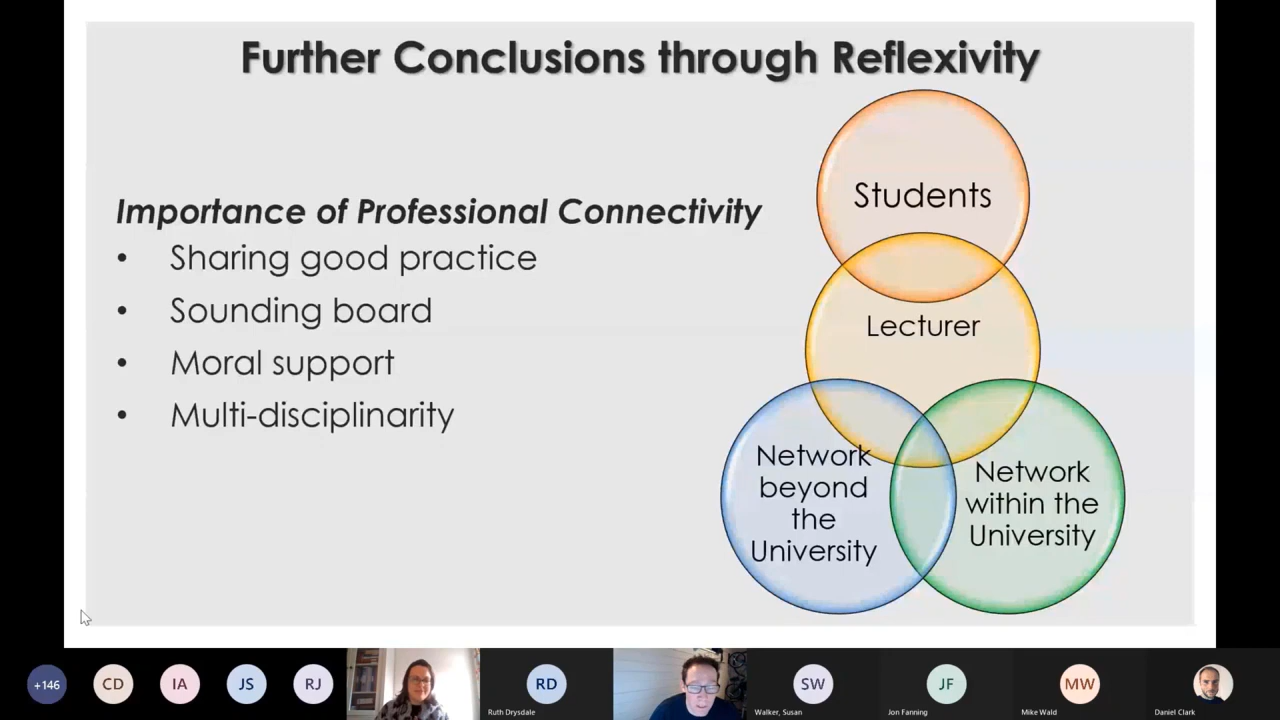 Further Conclusions through Reflexivity
Importance of Professional Connectivity
• Sharing good practice
• Sounding board
• Moral support
• Multi-disciplinarity
Students
Lecturer
Network
beyond
the
University
Network
within the
University
+146
CD
IA
JS
RJ
RD
Ruth Drysdale
SW
Walker, Susan
JF
Jon Fanning
MW
Mike Wald
Daniel Clark